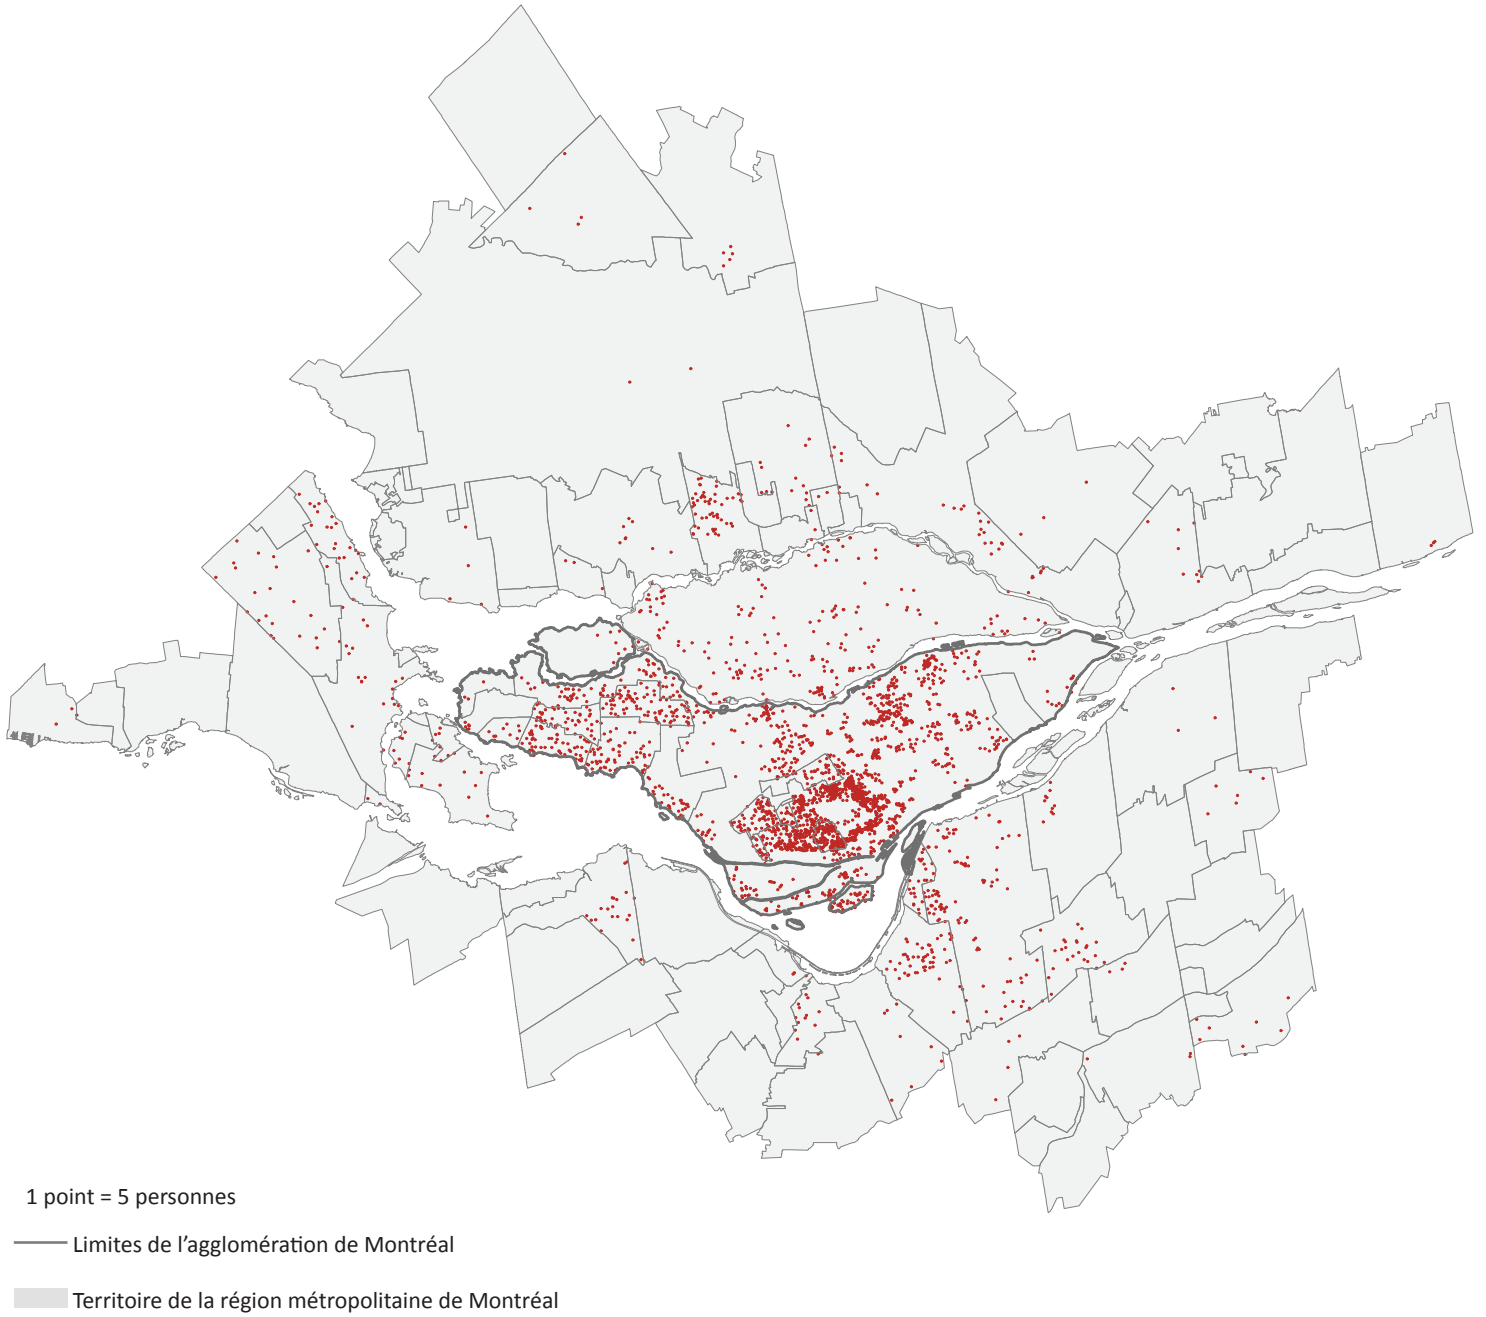 1 point = 5 personnes
Limites de l’agglomération de Montréal
Territoire de la région métropolitaine de Montréal